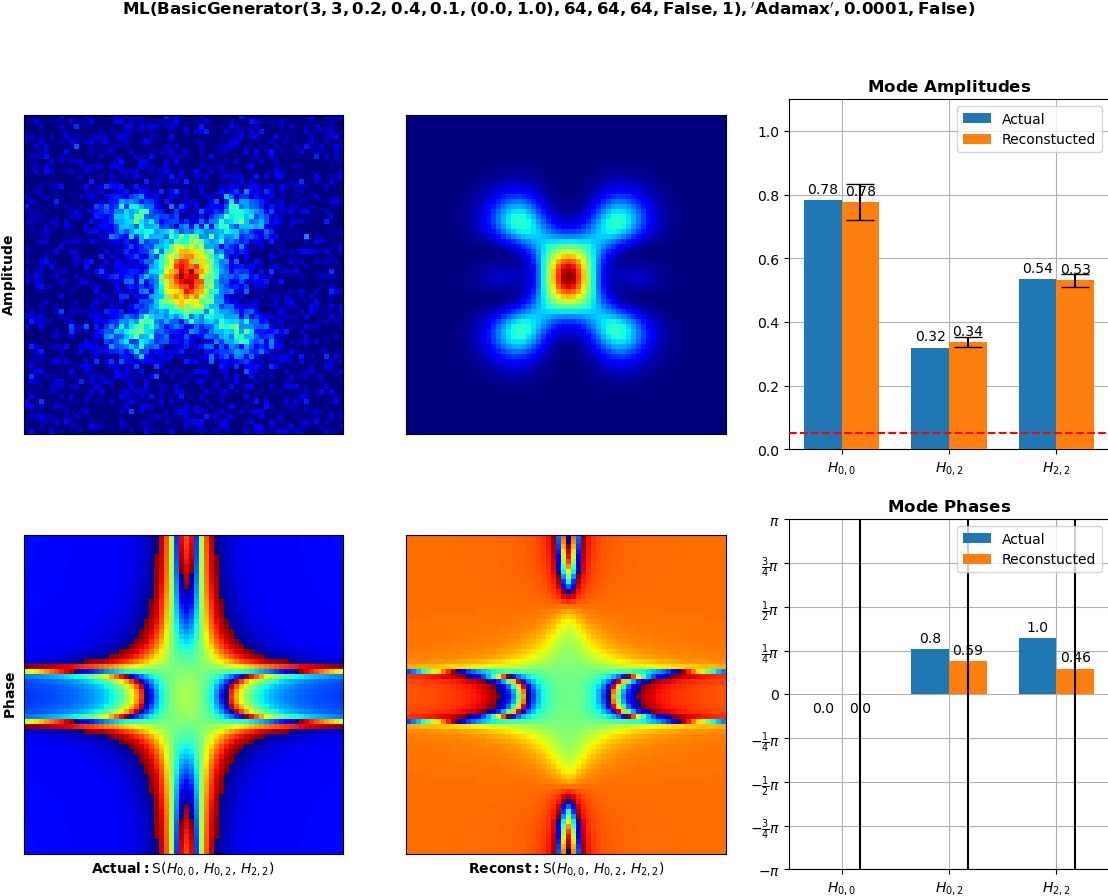 ML(BasicGenerator(3, 3, 0.2, 0.4, 0.1, (0.0, 1.0), 64, 64, 64, False, 1), 'Adamax', 0.0001, False)
Amplitude
Mode Amplitudes
Actual
Reconstucted
1.0
0.8
0.6
0.4
0.2
0.0
0.78
0.78
0.32
0.34
0.54
0.53
H0,0
H0,2
H2,2
Phase
Actual: S(H0,0, H0,2, H2,2)
Reconst: S(H0,0, H0,2, H2,2)
Mode Phases
Actual
Reconstucted
π
3/4π
1/2π
1/4π
0
−1/4π
−1/2π
−3/4π
−π
0.0
0.0
0.8
0.59
1.0
0.46
H0,0
H0,2
H2,2